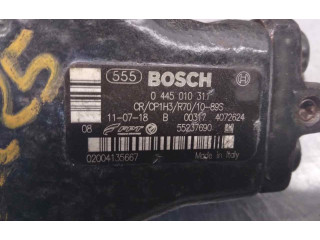 555 BOSCH
0 445 010 317
CR/CP1H3/R70/10-89S
11-07-18 B 00317 4072624
08 FPT 55237690
02004135667 Made in Italy